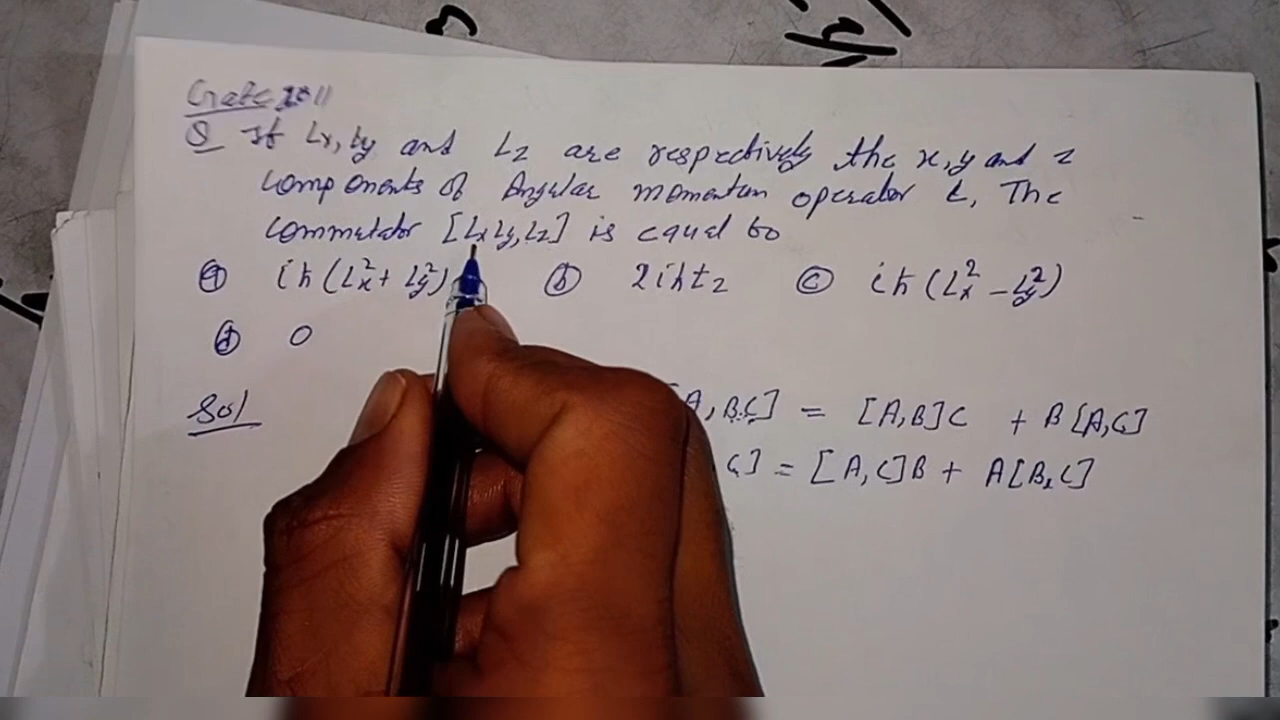 Gate 2011
Q If Lx, Ly and Lz are respectively the x, y and z
components of Angular momentum operator L, The
commutator [LxLy, Lz] is equal to
ⓐ iħ(Lx² + Ly²) ⓑ 2iħLz ⓒ iħ(Lx² - Ly²)
ⓓ 0
Sol A, BC] = [A,B]C + B[A,C]
C] = [A,C]B + A[B,C]